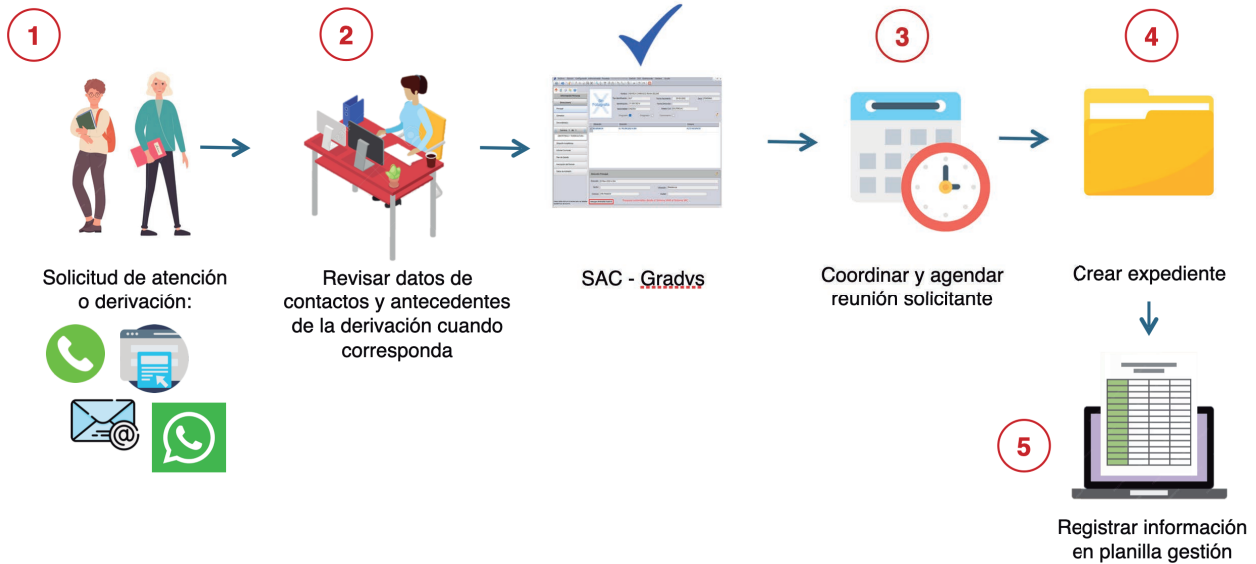 1
Solicitud de atención
o derivación:
2
Revisar datos de
contactos y antecedentes
de la derivación cuando
corresponda
SAC - Gradvs
3
Coordinar y agendar
reunión solicitante
4
Crear expediente
5
Registrar información
en planilla gestión